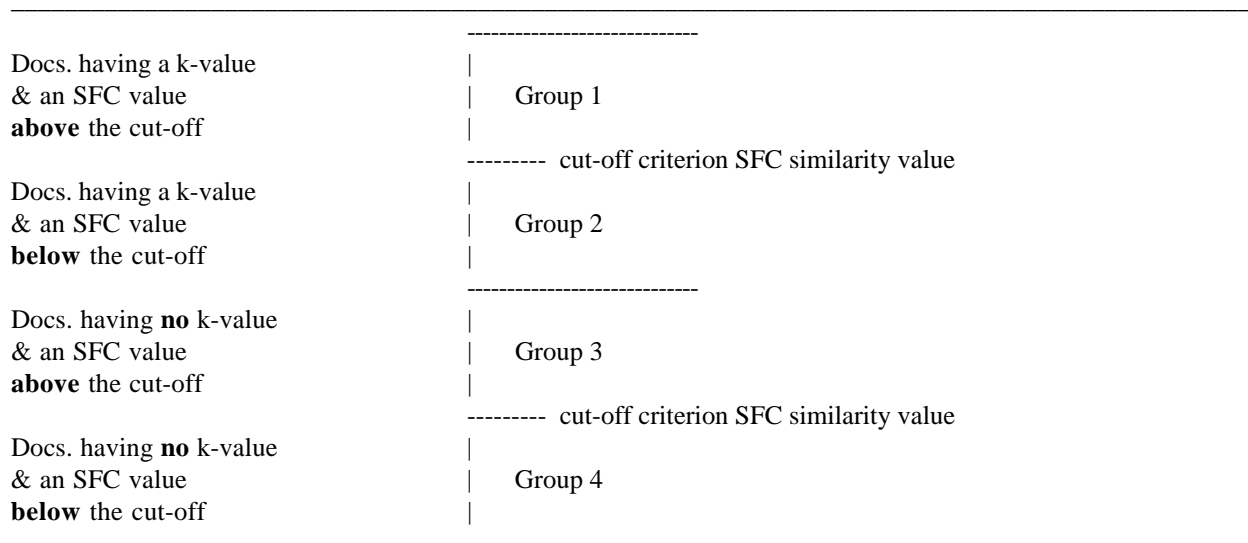 Docs. having a k-value
& an SFC value
above the cut-off
Group 1
cut-off criterion SFC similarity value
Docs. having a k-value
& an SFC value
below the cut-off
Group 2
Docs. having no k-value
& an SFC value
above the cut-off
Group 3
cut-off criterion SFC similarity value
Docs. having no k-value
& an SFC value
below the cut-off
Group 4